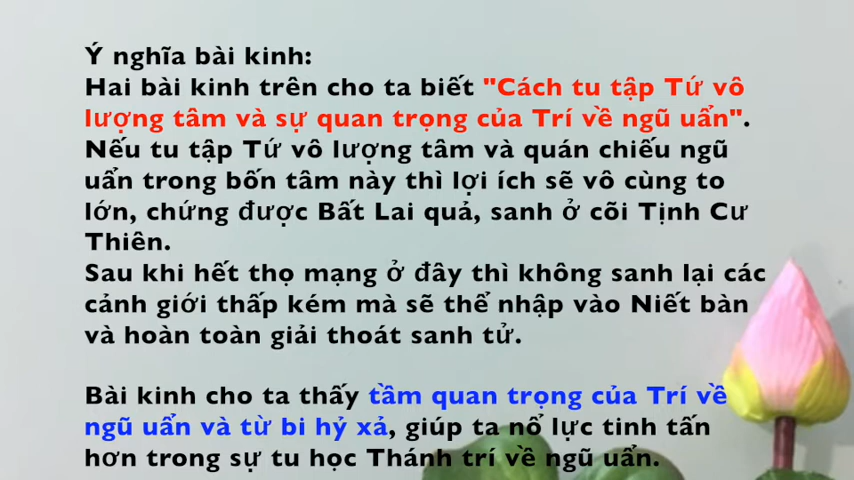 Ý nghĩa bài kinh:
Hai bài kinh trên cho ta biết "Cách tu tập Tứ vô
lượng tâm và sự quan trọng của Trí về ngũ uẩn".
Nếu tu tập Tứ vô lượng tâm và quán chiếu ngũ
uẩn trong bốn tâm này thì lợi ích sẽ vô cùng to
lớn, chứng được Bất Lai quả, sanh ở cõi Tịnh Cư
Thiên.
Sau khi hết thọ mạng ở đây thì không sanh lại các
cảnh giới thấp kém mà sẽ thể nhập vào Niết bàn
và hoàn toàn giải thoát sanh tử.
Bài kinh cho ta thấy tầm quan trọng của Trí về
ngũ uẩn và từ bi hỷ xả, giúp ta nổ lực tinh tấn
hơn trong sự tu học Thánh trí về ngũ uẩn.